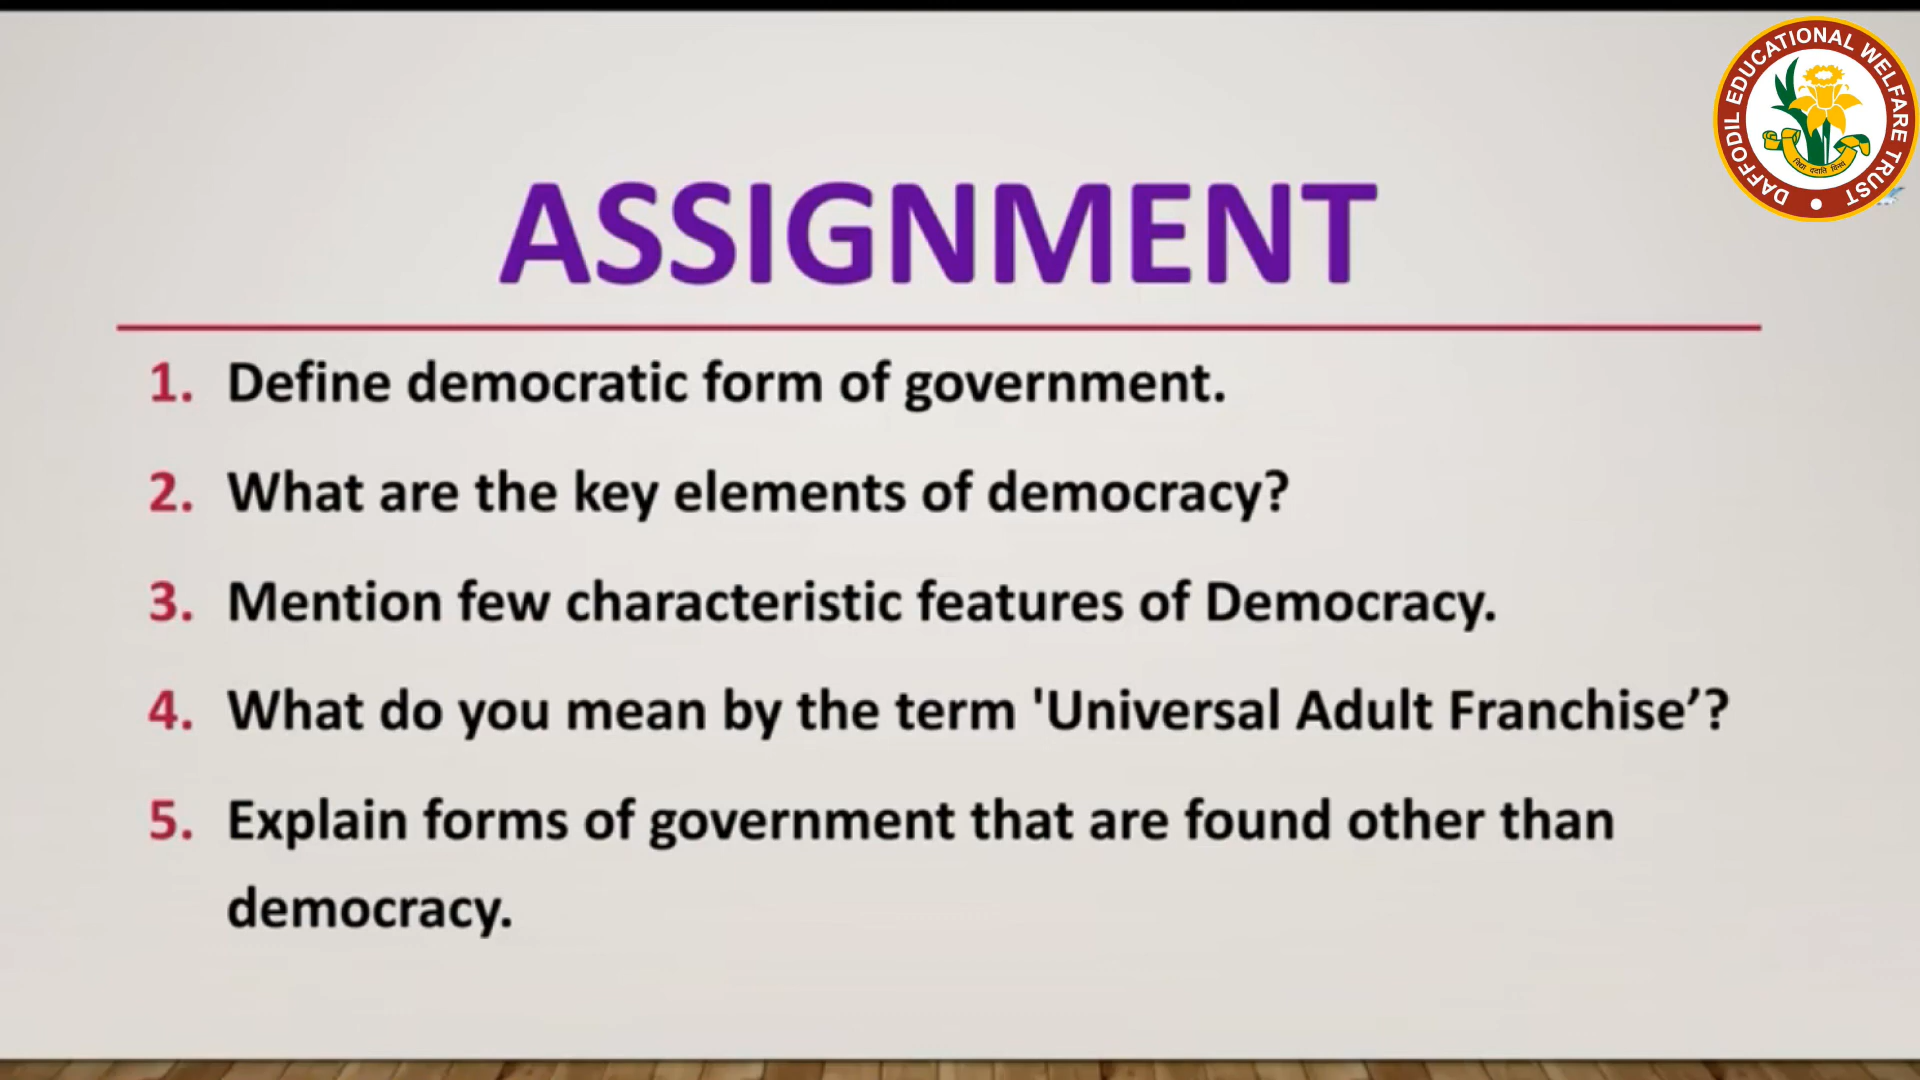 DAFFODIL EDUCATIONAL WELFARE TRUST
विद्या ददाति विनय
ASSIGNMENT
1. Define democratic form of government.
2. What are the key elements of democracy?
3. Mention few characteristic features of Democracy.
4. What do you mean by the term 'Universal Adult Franchise’?
5. Explain forms of government that are found other than
democracy.